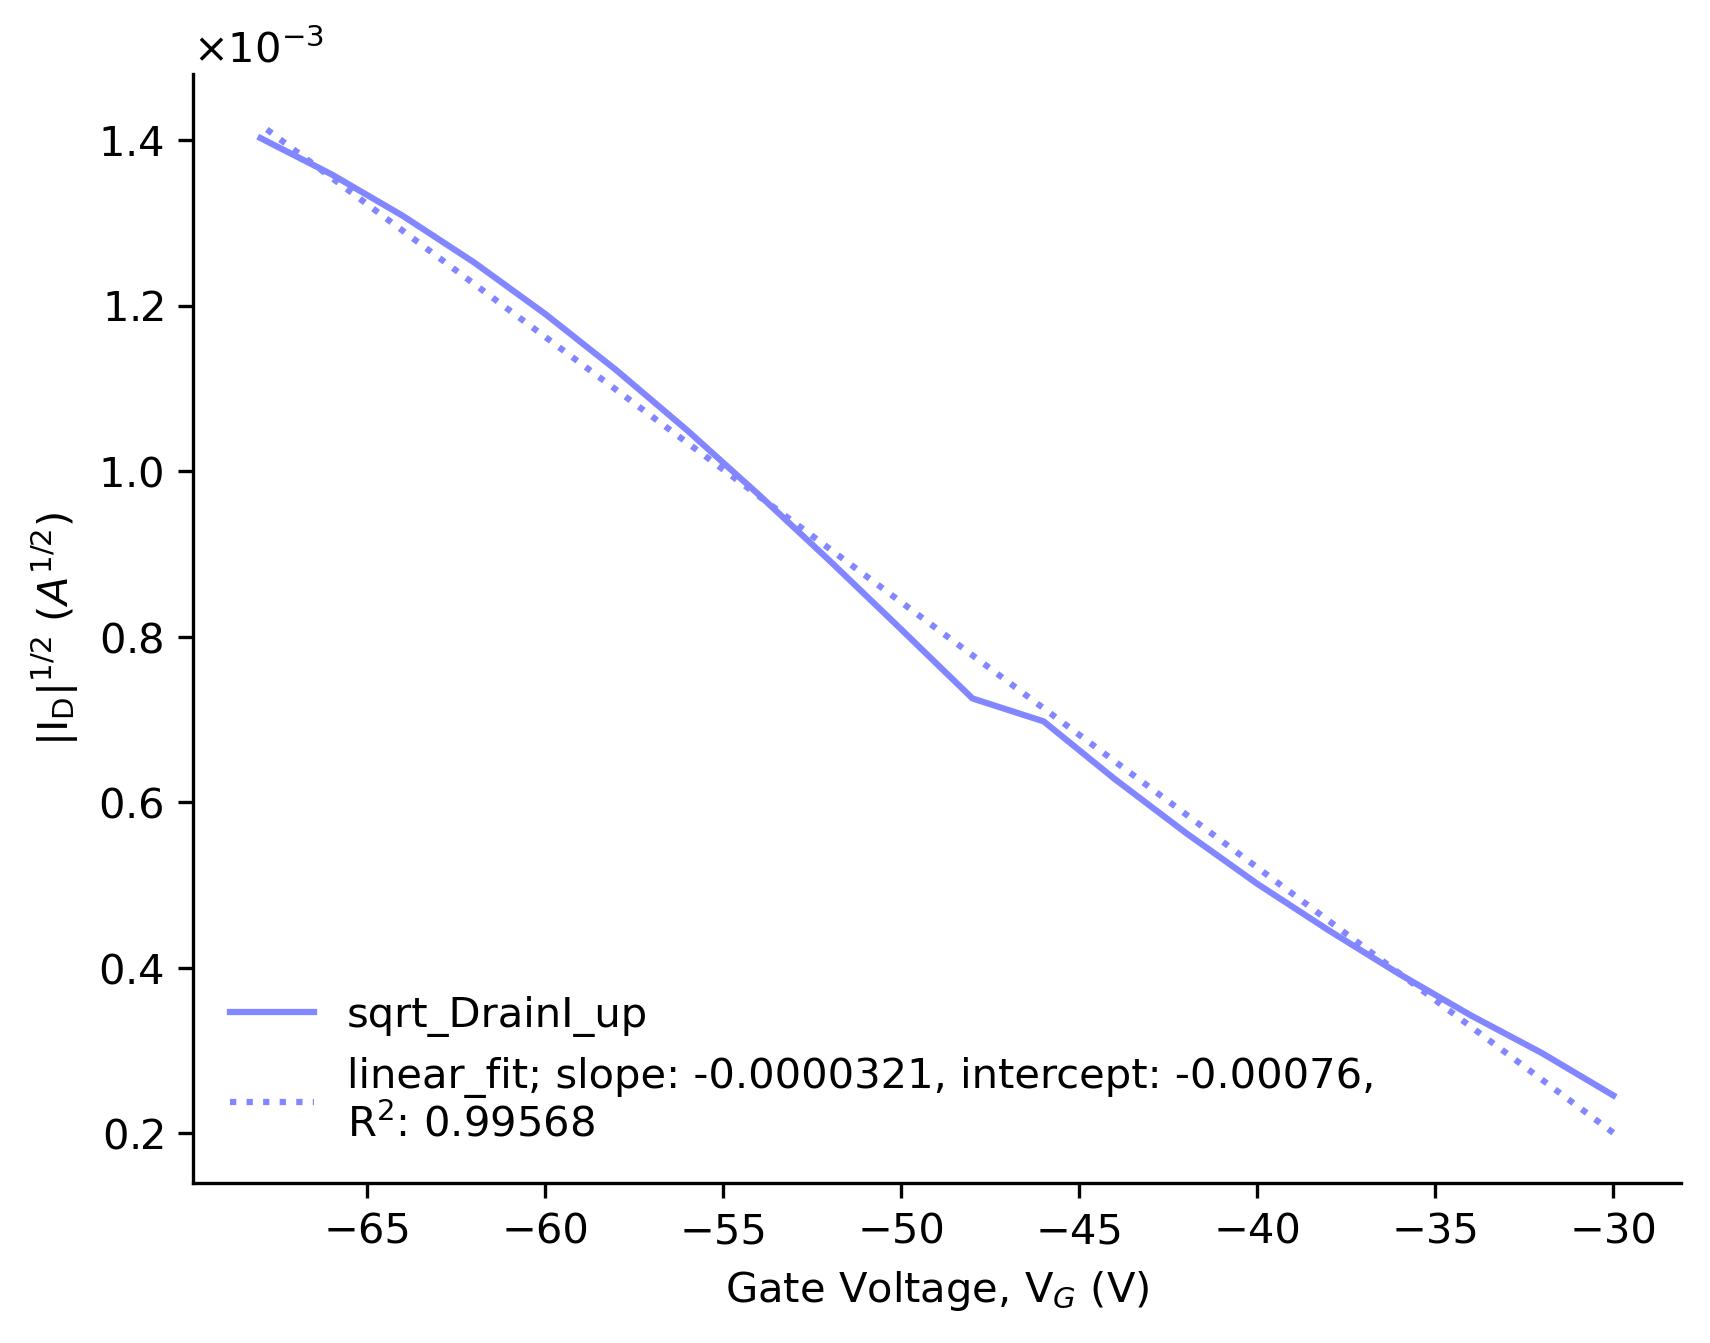 ×10⁻³
1.4
1.2
1.0
0.8
0.6
0.4
0.2
|I_D|^1/2 (A^1/2)
sqrt_DrainI_up
linear_fit; slope: -0.0000321, intercept: -0.00076,
R²: 0.99568
−65 −60 −55 −50 −45 −40 −35 −30
Gate Voltage, V_G (V)